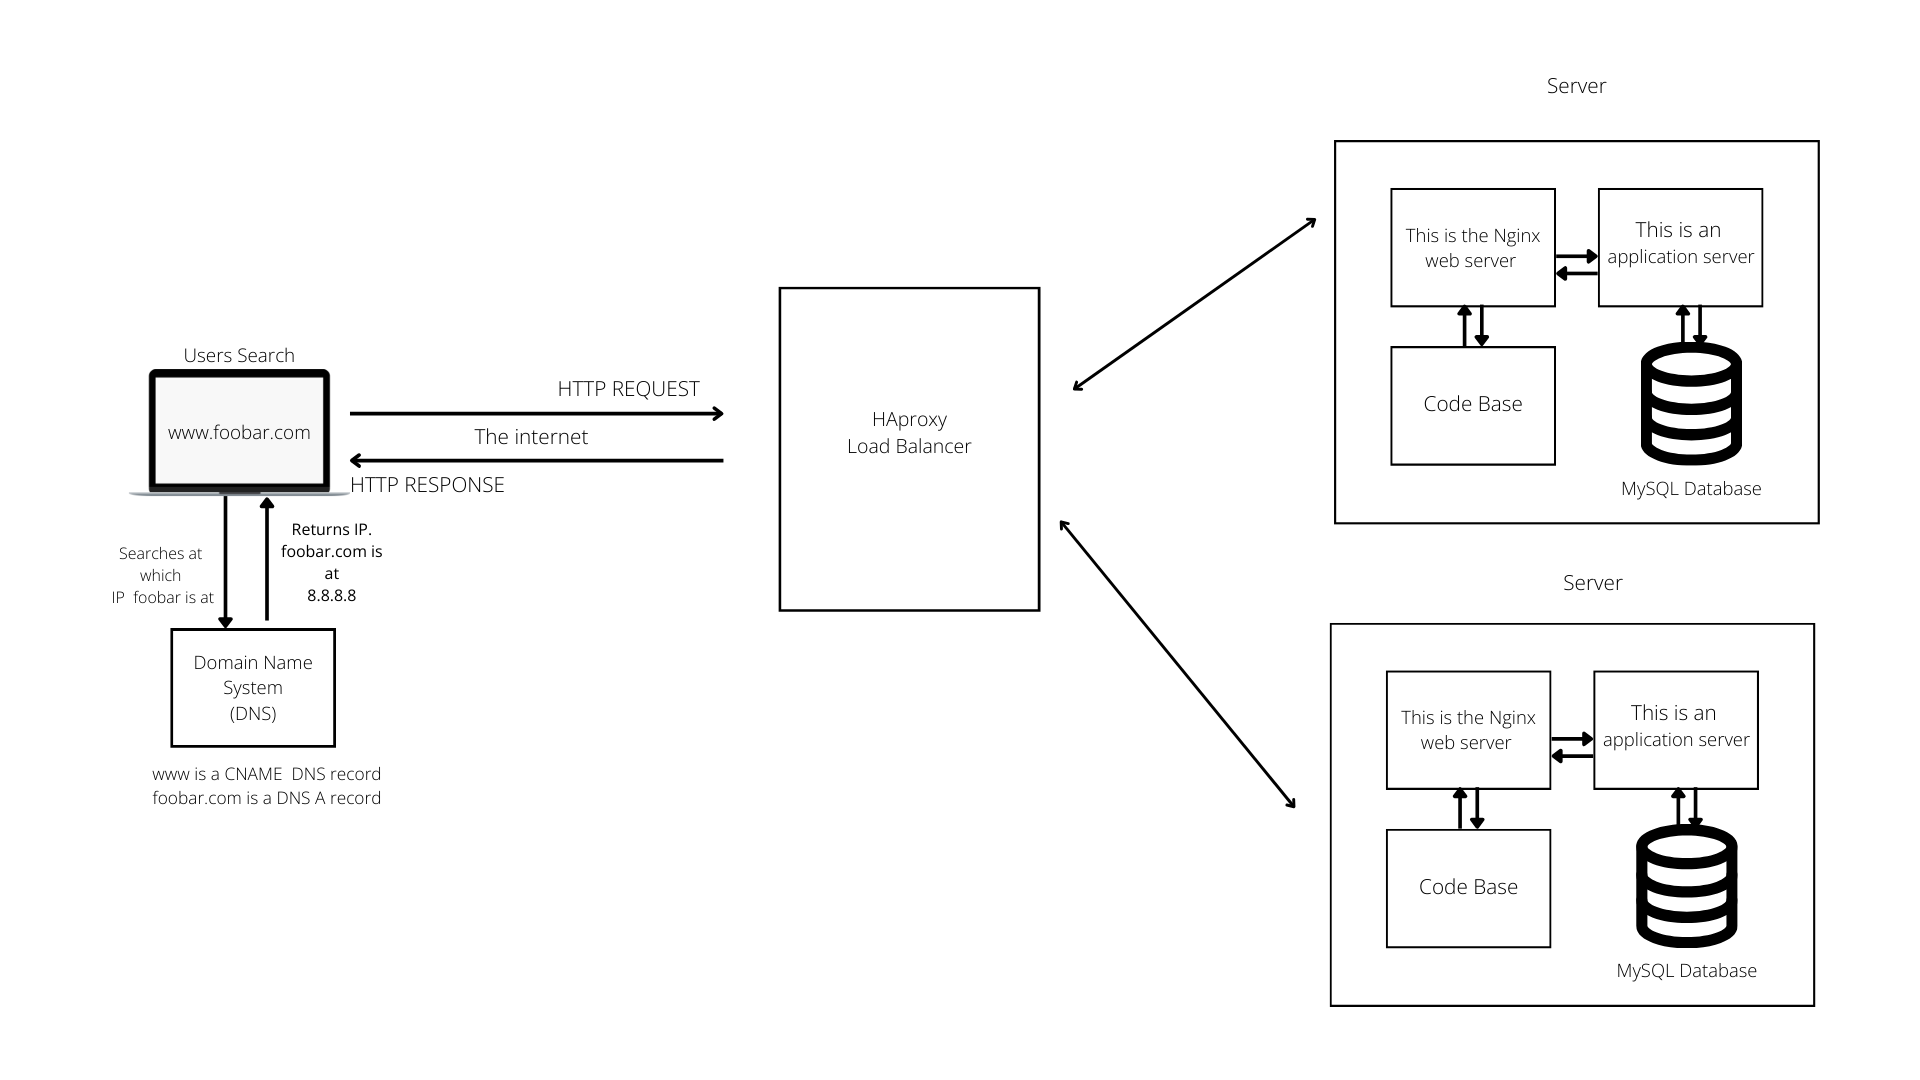 Users Search
www.foobar.com
HTTP REQUEST
The internet
HTTP RESPONSE
Searches at
which
IP  foobar is at
Returns IP.
foobar.com is
at
8.8.8.8
Domain Name
System
(DNS)
www is a CNAME  DNS record
foobar.com is a DNS A record
HAproxy
Load Balancer
Server
This is the Nginx
web server
This is an
application server
Code Base
MySQL Database
Server
This is the Nginx
web server
This is an
application server
Code Base
MySQL Database